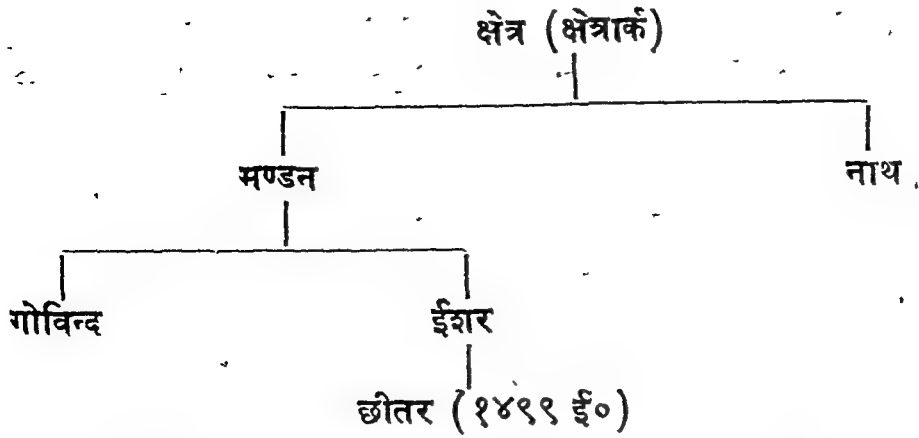 क्षेत्र (क्षेत्रार्क)
मण्डन नाथ
गोविन्द ईशर
छीतर (१४९९ ई०)